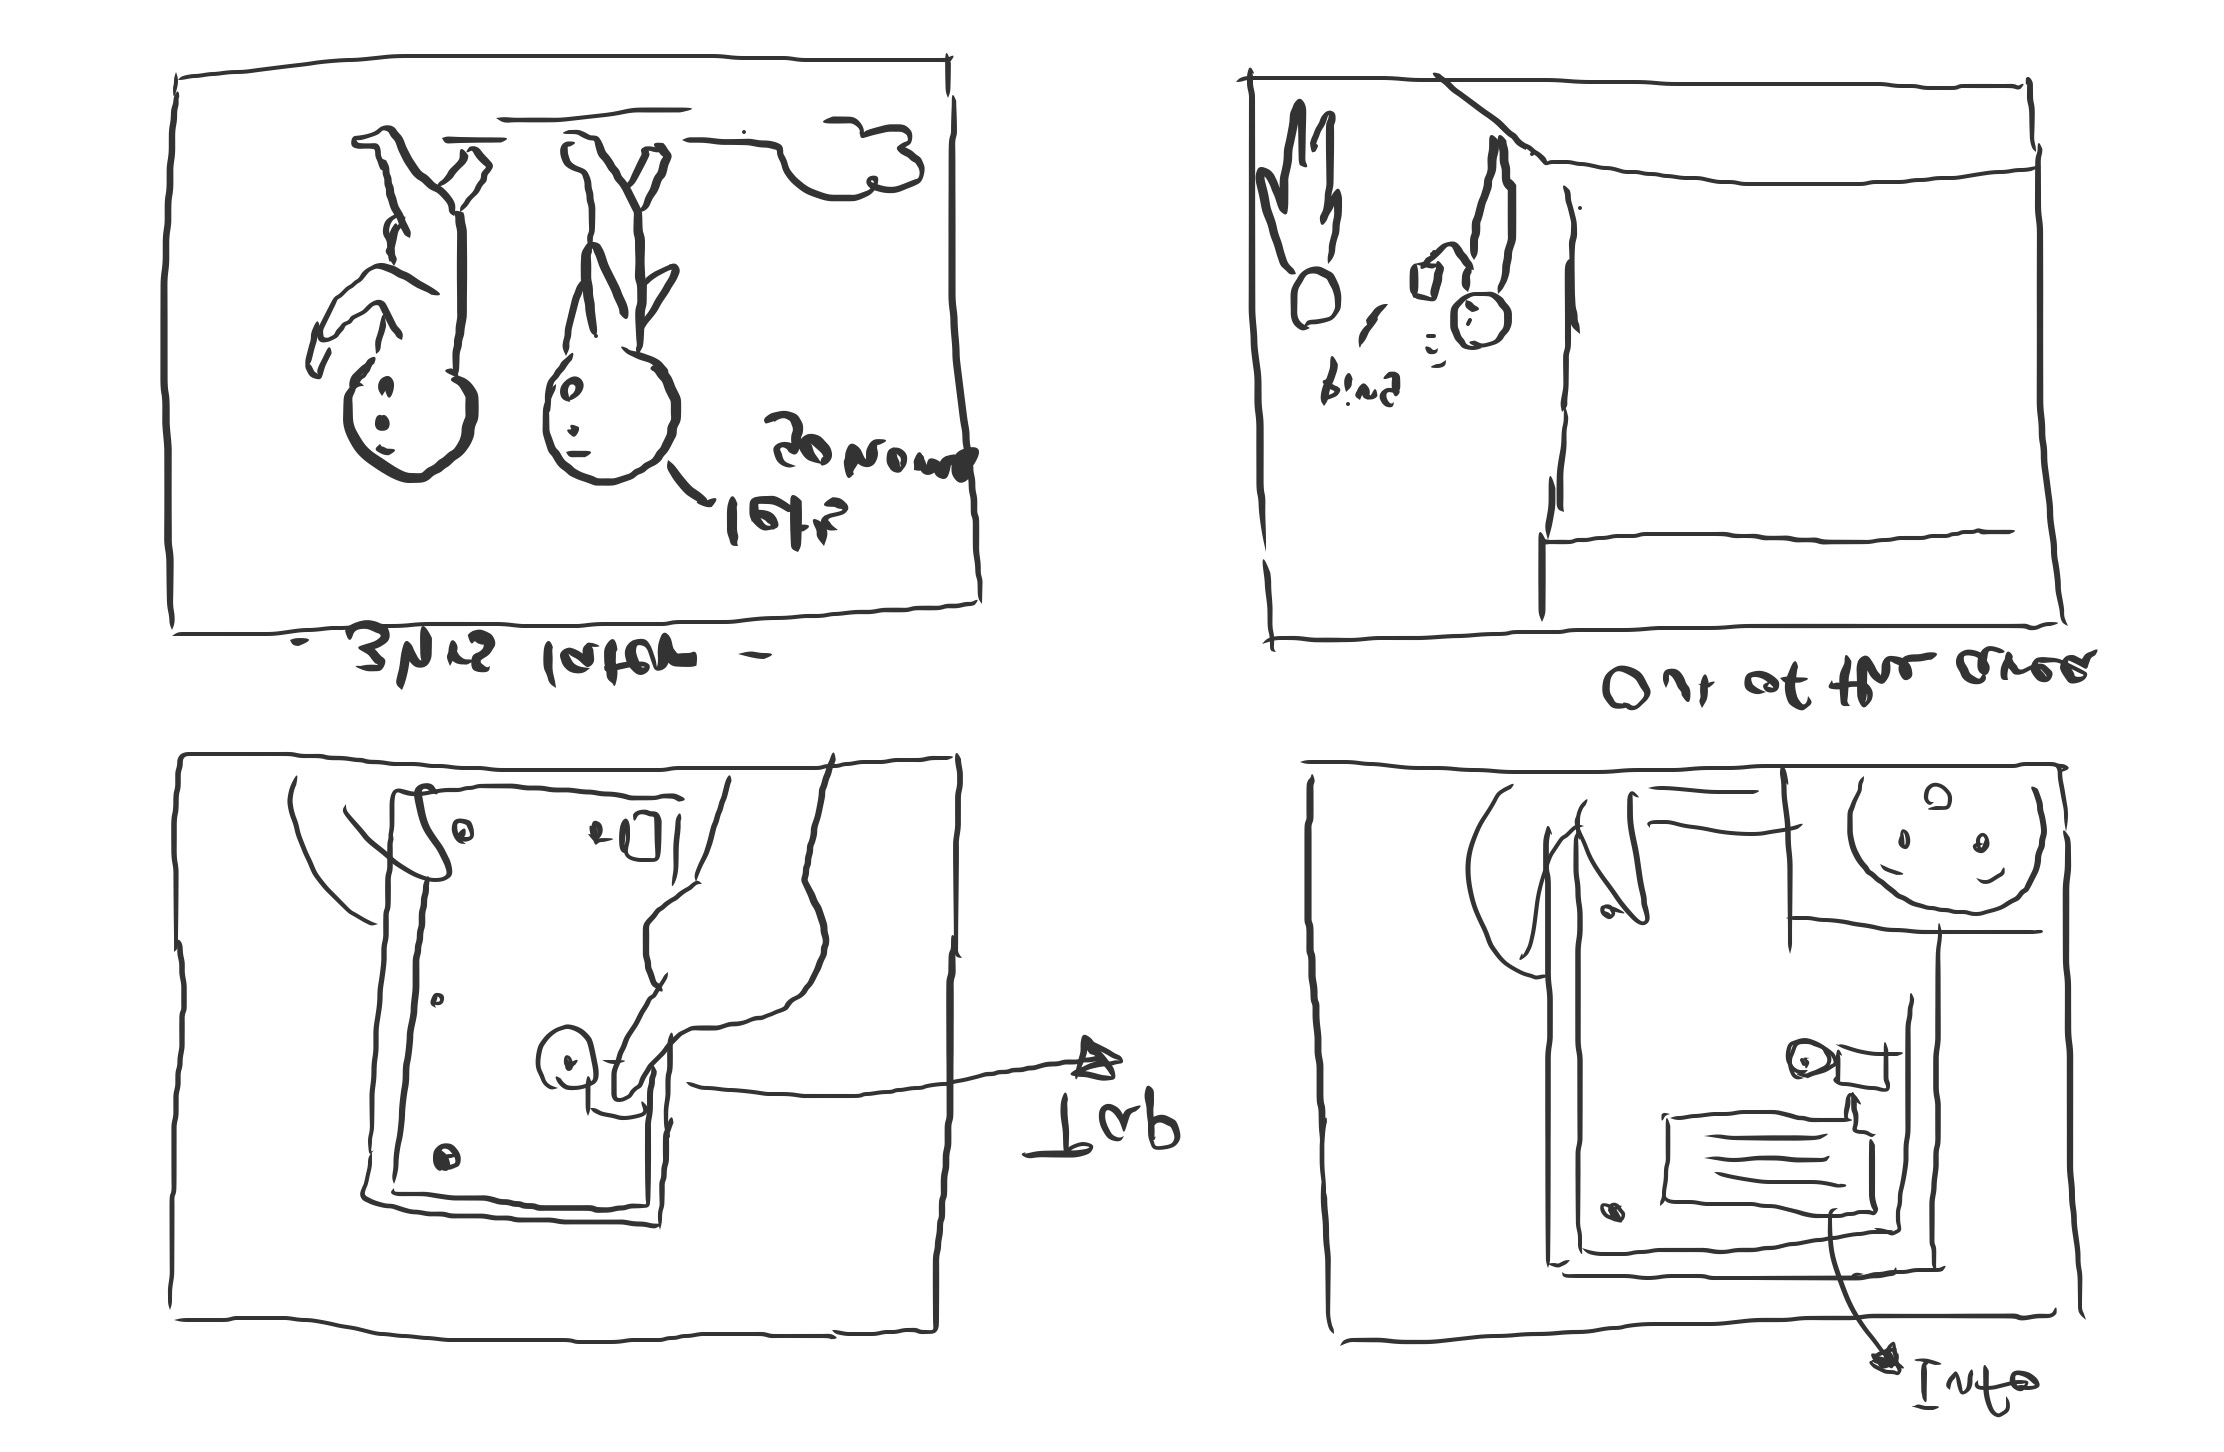 Tap
Info
- 3hrs later -
Out of the area
let's
go home
ping